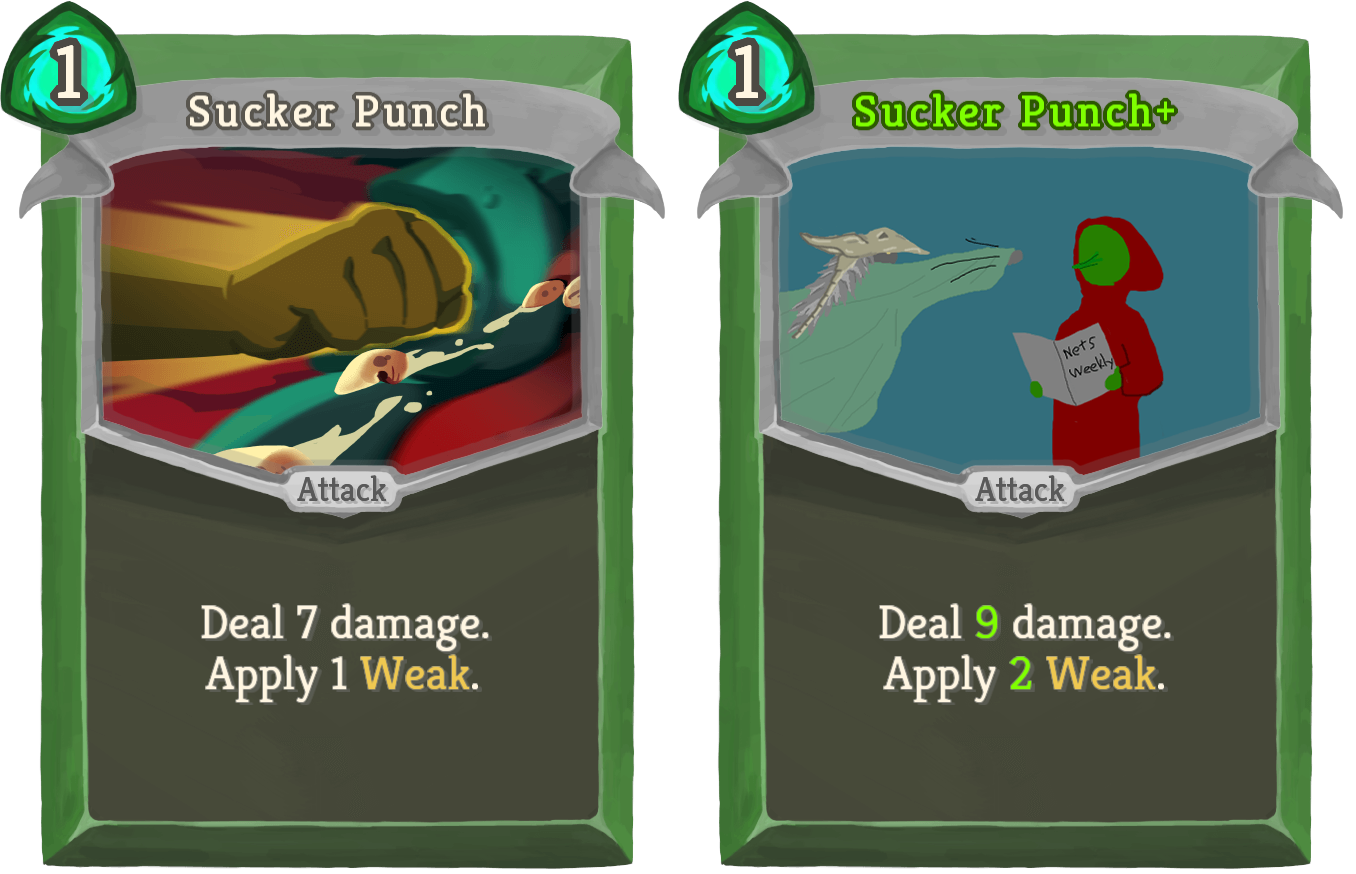 1
Sucker Punch
Attack
Deal 7 damage.
Apply 1 Weak.
1
Sucker Punch+
Nets
Weekly
Attack
Deal 9 damage.
Apply 2 Weak.